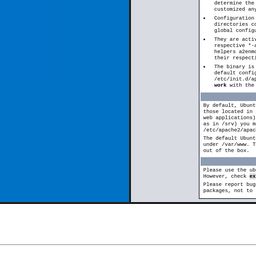 determine the
customized any
Configuration
directories co
global configu
They are activ
respective *-a
helpers a2enmo
their respecti
The binary is
default config
/etc/init.d/ap
work with the
By default, Ubunt
those located in
web applications)
as in /srv) you m
/etc/apache2/apac
The default Ubunt
under /var/www. T
out of the box.
Please use the ub
However, check ex
Please report bug
packages, not to